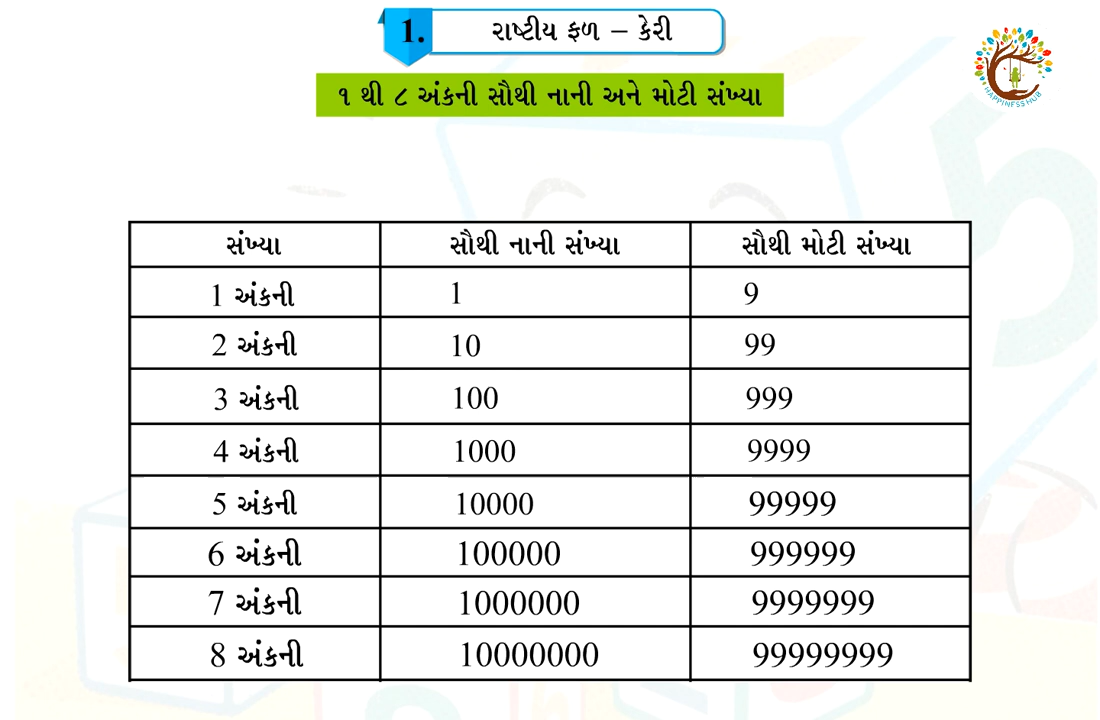 1. રાષ્ટીય ફળ – કેરી
HAPPINESS HUB
૧ થી ૮ અંકની સૌથી નાની અને મોટી સંખ્યા
સંખ્યા સૌથી નાની સંખ્યા સૌથી મોટી સંખ્યા
1 અંકની 1 9
2 અંકની 10 99
3 અંકની 100 999
4 અંકની 1000 9999
5 અંકની 10000 99999
6 અંકની 100000 999999
7 અંકની 1000000 9999999
8 અંકની 10000000 99999999